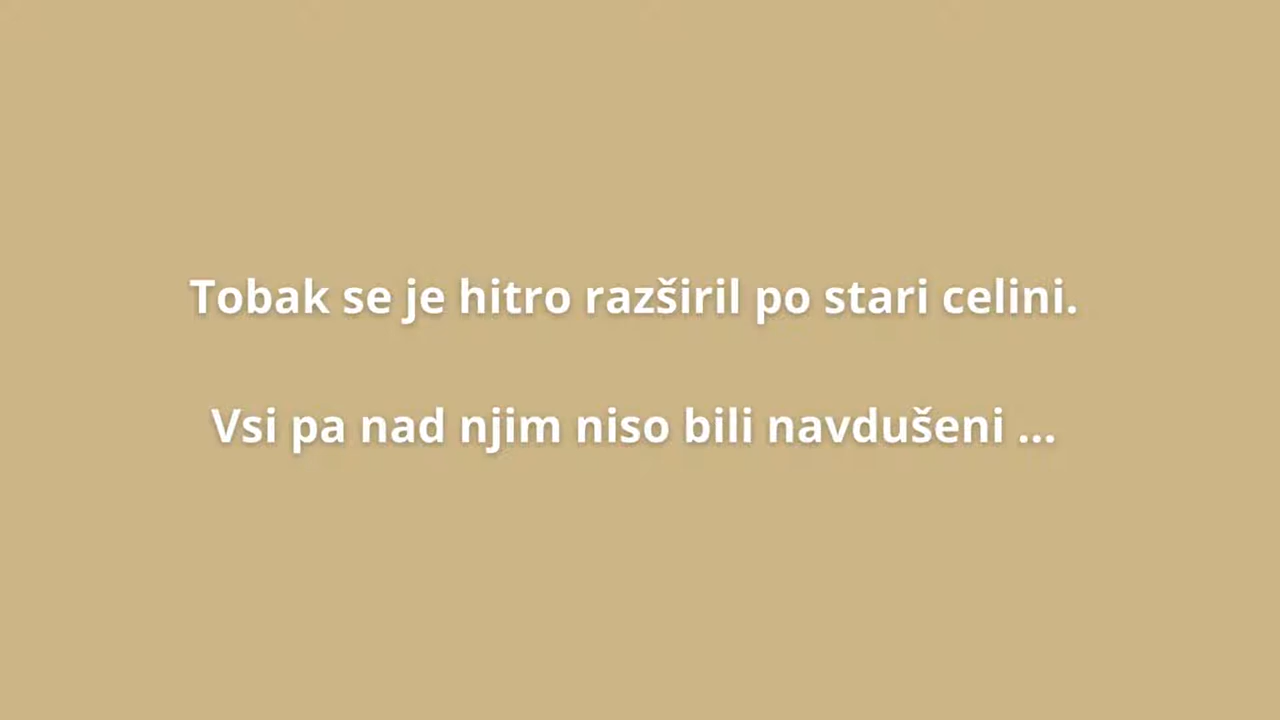 Tobak se je hitro razširil po stari celini.
Vsi pa nad njim niso bili navdušeni ...